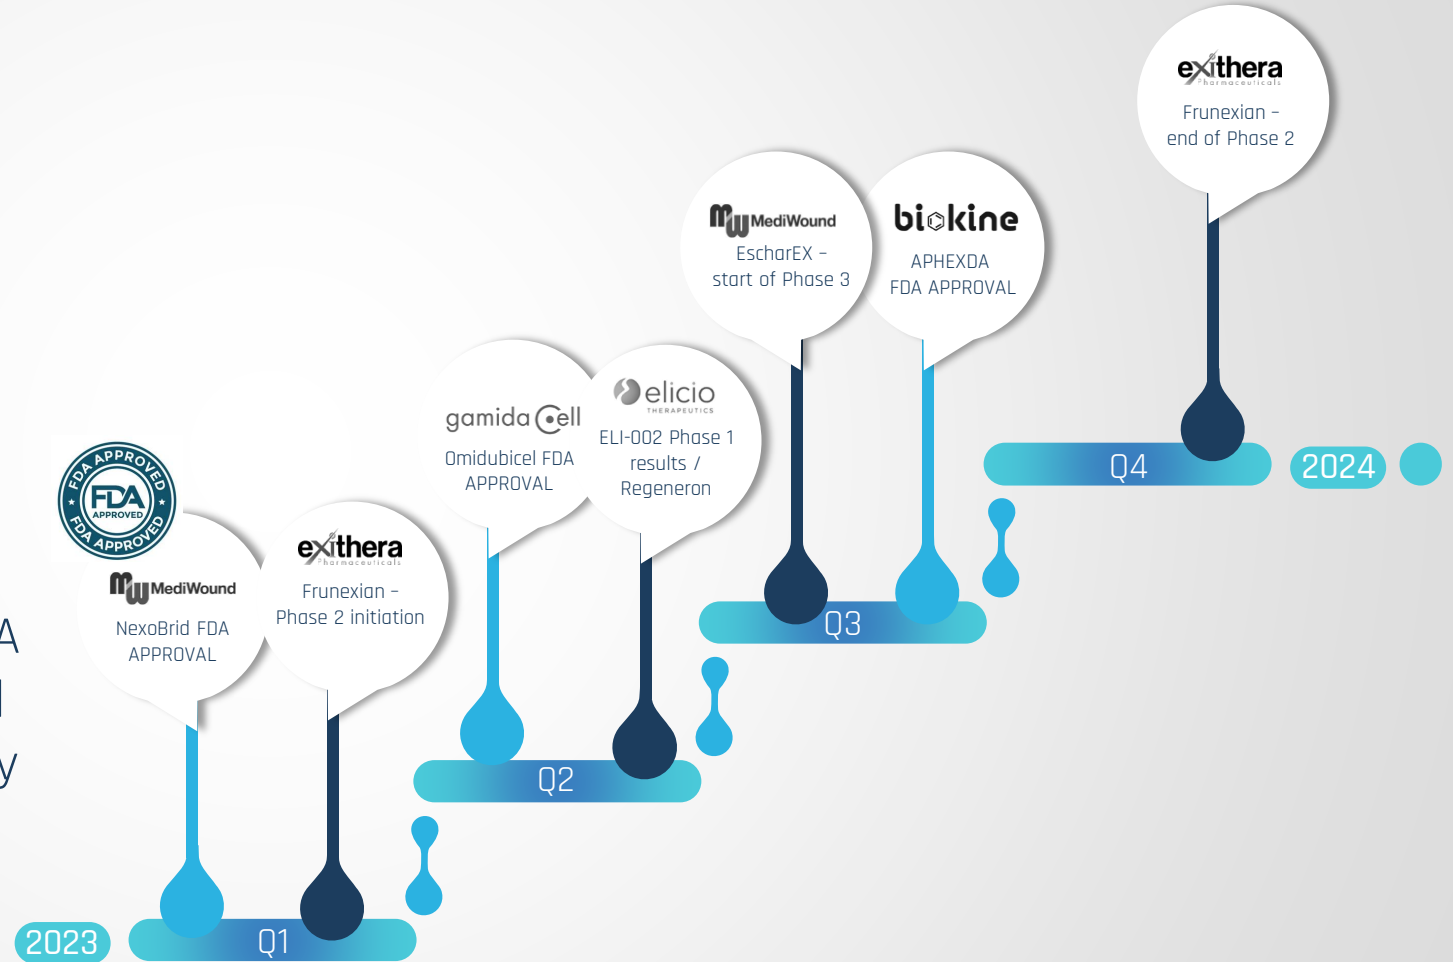 exithera
Pharmaceuticals
Frunexian –
end of Phase 2
MediWound
EscharEX –
start of Phase 3
biokine
APHEXDA
FDA APPROVAL
gamida Cell
Omidubicel FDA
APPROVAL
elicio
THERAPEUTICS
ELI-002 Phase 1
results /
Regeneron
FDA APPROVED
FDA
APPROVED
FDA APPROVED
MediWound
NexoBrid FDA
APPROVAL
exithera
Pharmaceuticals
Frunexian –
Phase 2 initiation
A
y
2023
Q1
Q2
Q3
Q4
2024